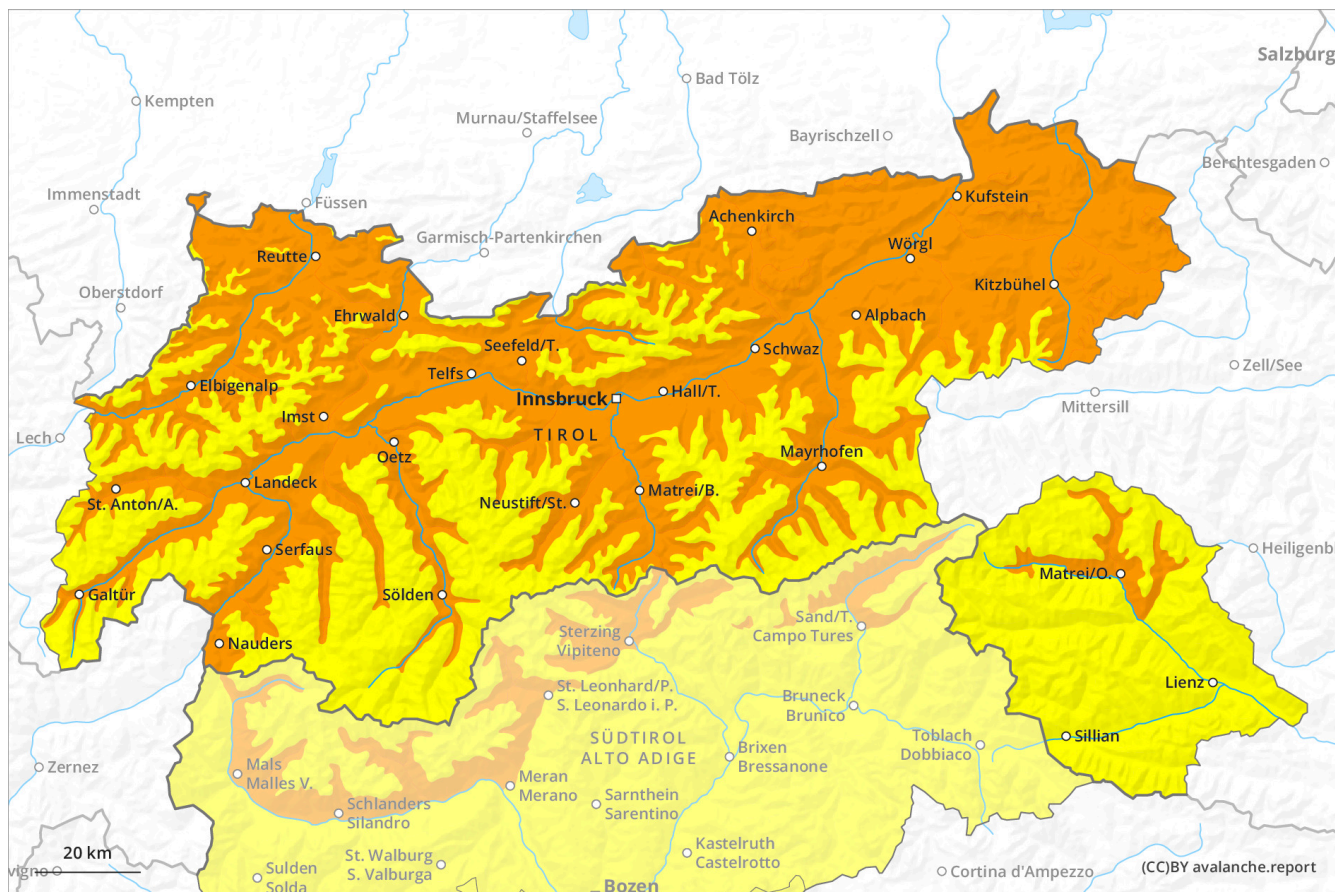 Salzburg
Bad Tölz
Kempten
Murnau/Staffelsee
Bayrischzell
Berchtesgaden
Immenstadt
Füssen
Kufstein
Achenkirch
Garmisch-Partenkirchen
Wörgl
Reutte
Kitzbühel
Oberstdorf
Ehrwald
Alpbach
Seefeld/T.
Schwaz
Zell/See
Telfs
Elbigenalp
Innsbruck
Hall/T.
Mittersill
Imst
Lech
TIROL
Oetz
Mayrhofen
Landeck
St. Anton/A.
Neustift/St.
Matrei/B.
Serfaus
Heiligenb
Matrei/O.
Galtür
Sölden
Sand/T.
Campo Tures
Sterzing
Vipiteno
Nauders
Lienz
St. Leonhard/P.
S. Leonardo i. P.
Bruneck
Brunico
Sillian
SÜDTIROL
ALTO ADIGE
Toblach
Dobbiaco
Brixen
Bressanone
Zernez
Mals
Malles V.
Meran
Merano
Schlanders
Silandro
Sarnthein
Sarentino
Kastelruth
Castelrotto
20 km
St. Walburg
S. Valburga
vigno
Sulden
Solda
Cortina d'Ampezzo
(CC)BY avalanche.report
Bozen